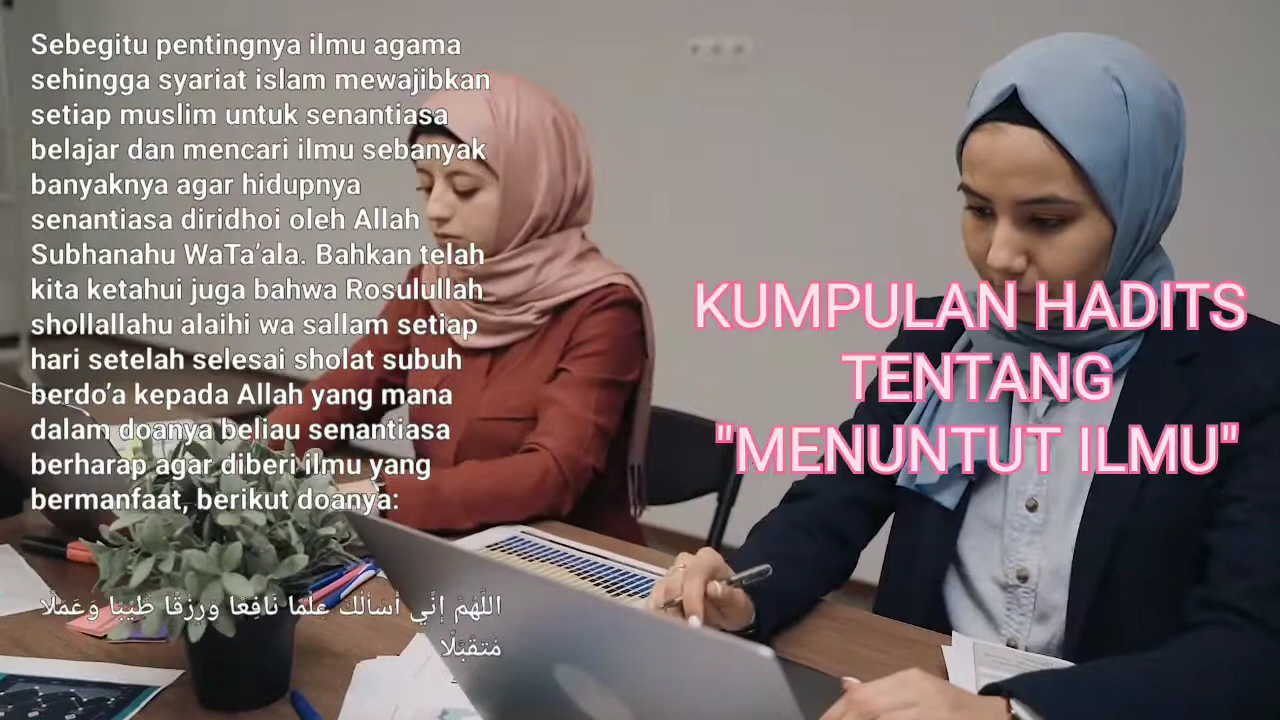 Sebegitu pentingnya ilmu agama
sehingga syariat islam mewajibkan
setiap muslim untuk senantiasa
belajar dan mencari ilmu sebanyak
banyaknya agar hidupnya
senantiasa diridhoi oleh Allah
Subhanahu WaTa'ala. Bahkan telah
kita ketahui juga bahwa Rosulullah
shollallahu alaihi wa sallam setiap
hari setelah selesai sholat subuh
berdo'a kepada Allah yang mana
dalam doanya beliau senantiasa
berharap agar diberi ilmu yang
bermanfaat, berikut doanya:
اللَّهُمَّ إنَّي أسْألُكَ عِلْمًا نَافِعًا وَرِزْقًا طَيِّبًا وَعَمَلًا
مُتَقَبَّلًا
KUMPULAN HADITS
TENTANG
"MENUNTUT ILMU"